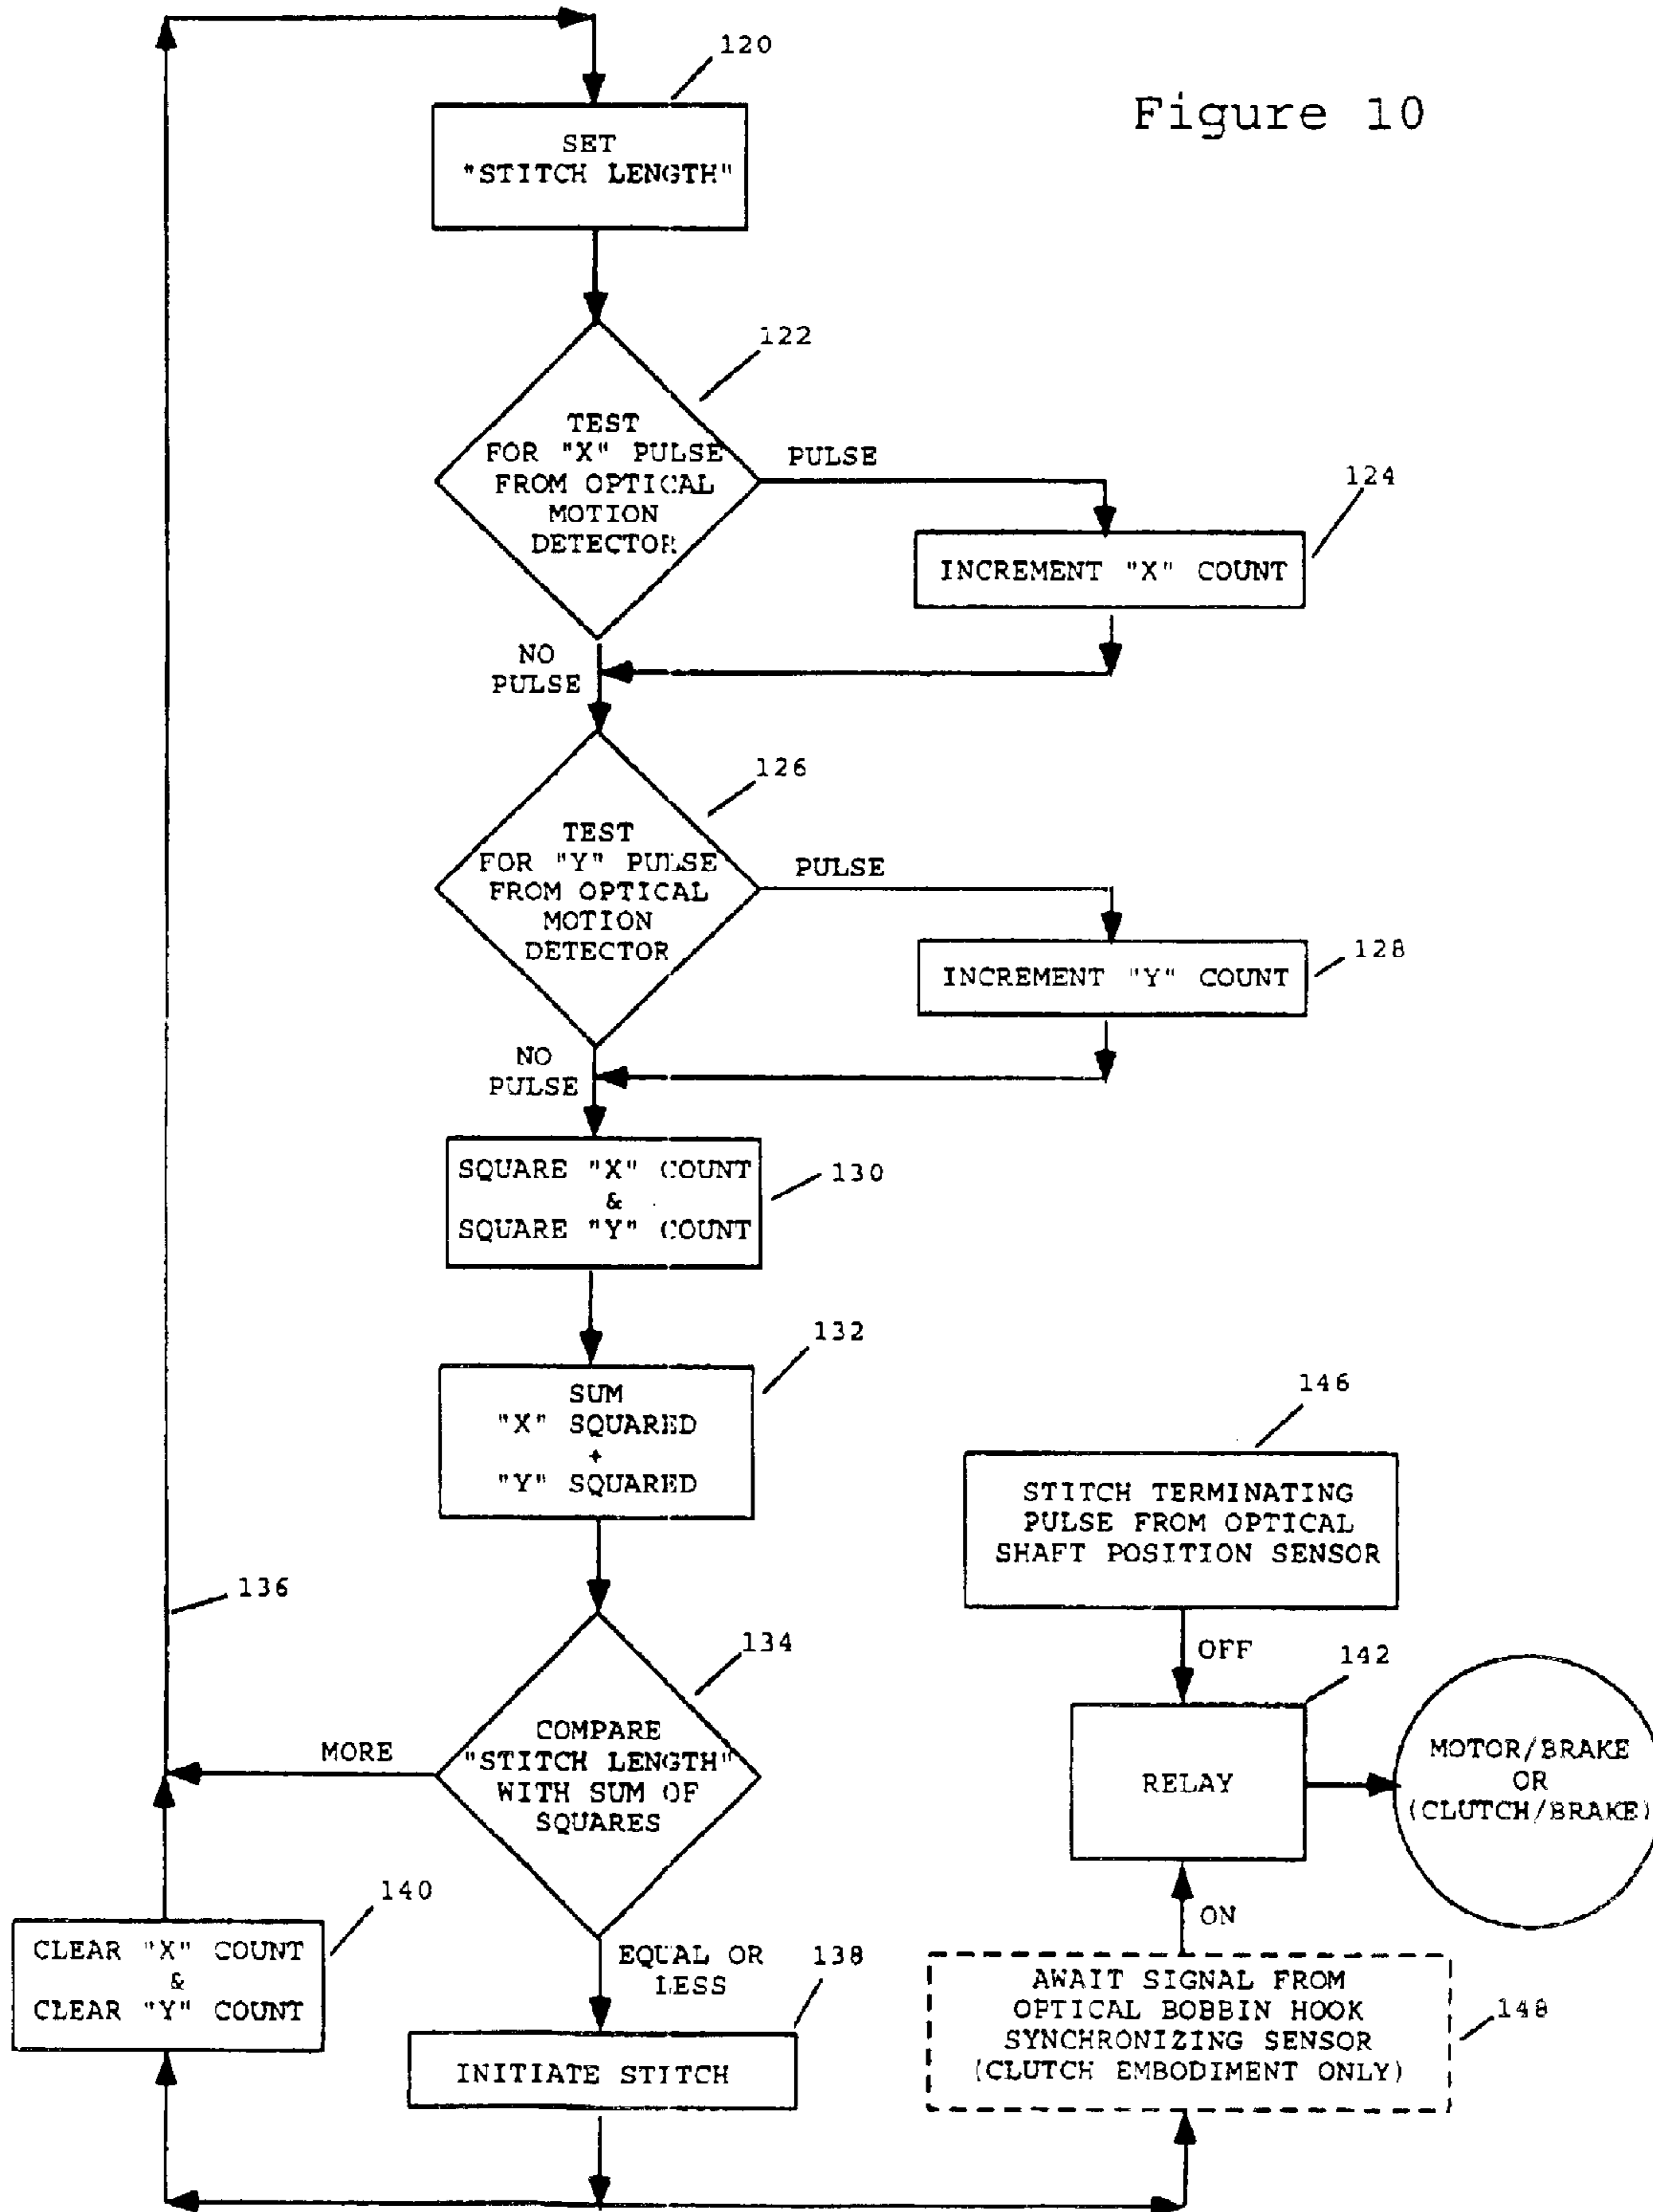 Figure 10
120
SET
"STITCH LENGTH"
122
TEST
FOR "X" PULSE
FROM OPTICAL
MOTION
DETECTOR
PULSE
124
INCREMENT "X" COUNT
NO
PULSE
126
TEST
FOR "Y" PULSE
FROM OPTICAL
MOTION
DETECTOR
PULSE
128
INCREMENT "Y" COUNT
NO
PULSE
130
SQUARE "X" COUNT
&
SQUARE "Y" COUNT
132
SUM
"X" SQUARED
+
"Y" SQUARED
134
COMPARE
"STITCH LENGTH"
WITH SUM OF
SQUARES
MORE
136
EQUAL OR
LESS
138
INITIATE STITCH
140
CLEAR "X" COUNT
&
CLEAR "Y" COUNT
146
STITCH TERMINATING
PULSE FROM OPTICAL
SHAFT POSITION SENSOR
OFF
142
RELAY
MOTOR/BRAKE
OR
(CLUTCH/BRAKE)
ON
AWAIT SIGNAL FROM
OPTICAL BOBBIN HOOK
SYNCHRONIZING SENSOR
(CLUTCH EMBODIMENT ONLY)
148